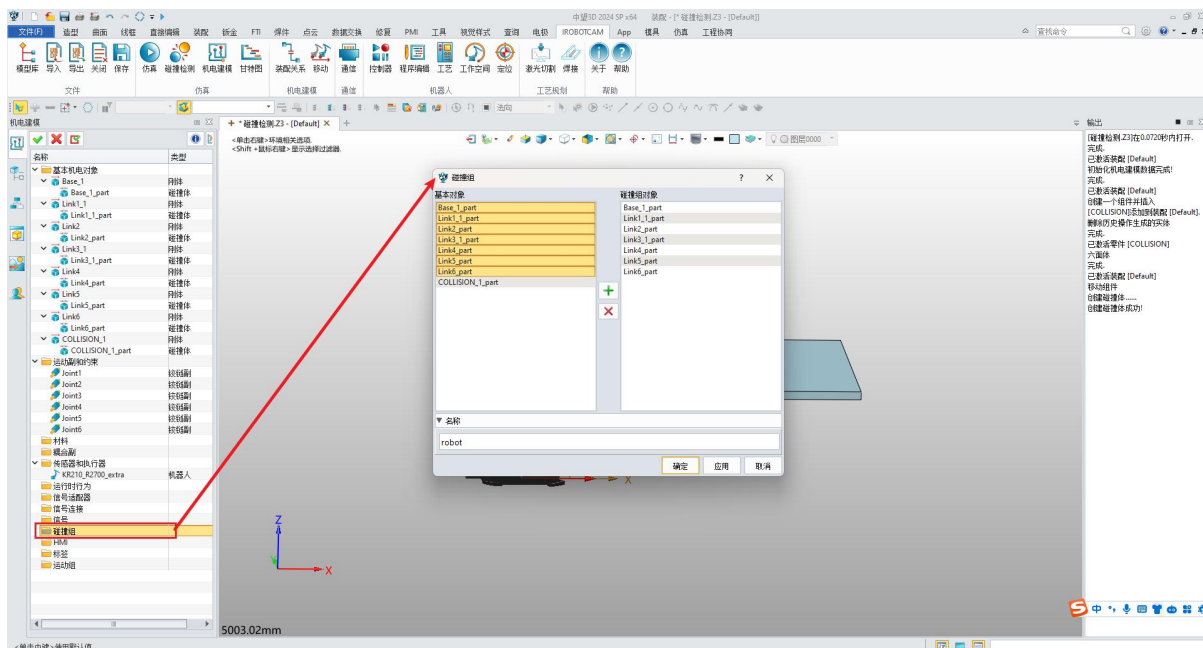 中望3D 2024 SP x64 装配 - [* 碰撞检测.Z3 - [Default]]
文件(F) 造型 曲面 线框 直接编辑 装配 钣金 FTI 焊件 点云 数据交换 修复 PMI 工具 视觉样式 查询 电极 IROBOTCAM App 模具 仿真 工程协同 查找命令
模型库 导入 导出 关闭 保存 仿真 碰撞检测 机电建模 甘特图 装配关系 移动 通信 控制器 程序编辑 工艺 工作空间 定位 激光切割 焊接 关于 帮助
文件 仿真 机电建模 通信 机器人 工艺规划 帮助
法向
机电建模
+ * 碰撞检测.Z3 - [Default] × +
<单击右键>环境相关选项.
<Shift +鼠标右键> 显示选择过滤器.
图层0000
名称 类型
基本机电对象
Base_1 刚体
Base_1_part 碰撞体
Link1_1 刚体
Link1_1_part 碰撞体
Link2 刚体
Link2_part 碰撞体
Link3_1 刚体
Link3_1_part 碰撞体
Link4 刚体
Link4_part 碰撞体
Link5 刚体
Link5_part 碰撞体
Link6 刚体
Link6_part 碰撞体
COLLISION_1 刚体
COLLISION_1_part 碰撞体
运动副和约束
Joint1 铰链副
Joint2 铰链副
Joint3 铰链副
Joint4 铰链副
Joint5 铰链副
Joint6 铰链副
材料
耦合副
传感器和执行器
KR210_R2700_extra 机器人
运行时行为
信号适配器
信号连接
信号
碰撞组
HMI
标签
运动组
碰撞组 ? ×
基本对象
Base_1_part
Link1_1_part
Link2_part
Link3_1_part
Link4_part
Link5_part
Link6_part
COLLISION_1_part
碰撞组对象
Base_1_part
Link1_1_part
Link2_part
Link3_1_part
Link4_part
Link5_part
Link6_part
名称
robot
确定 应用 取消
X
Z
Y
X
5003.02mm
输出
[碰撞检测.Z3]在0.0720秒内打开.
完成.
已激活装配 [Default]
初始化机电建模数据完成!
完成.
已激活装配 [Default]
创建一个组件并插入
[COLLISION]添加到装配 [Default].
删除历史操作生成的实体
完成.
已激活零件 [COLLISION]
六面体
完成.
已激活装配 [Default]
移动组件
创建碰撞体......
创建碰撞体成功!
中
<单击中键>使用默认值.